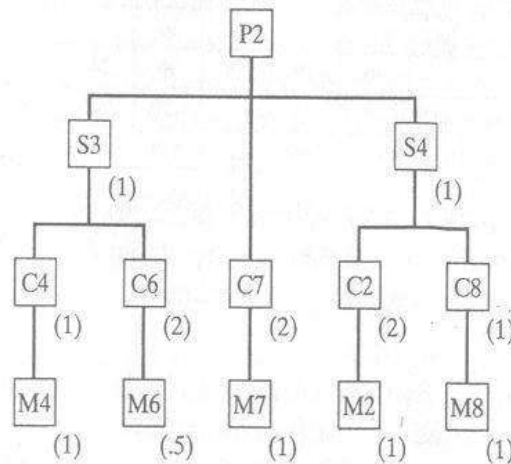 P2
S3 S4
(1) (1)
C4 C6 C7 C2 C8
(1) (2) (2) (2) (1)
M4 M6 M7 M2 M8
(1) (.5) (1) (1) (1)